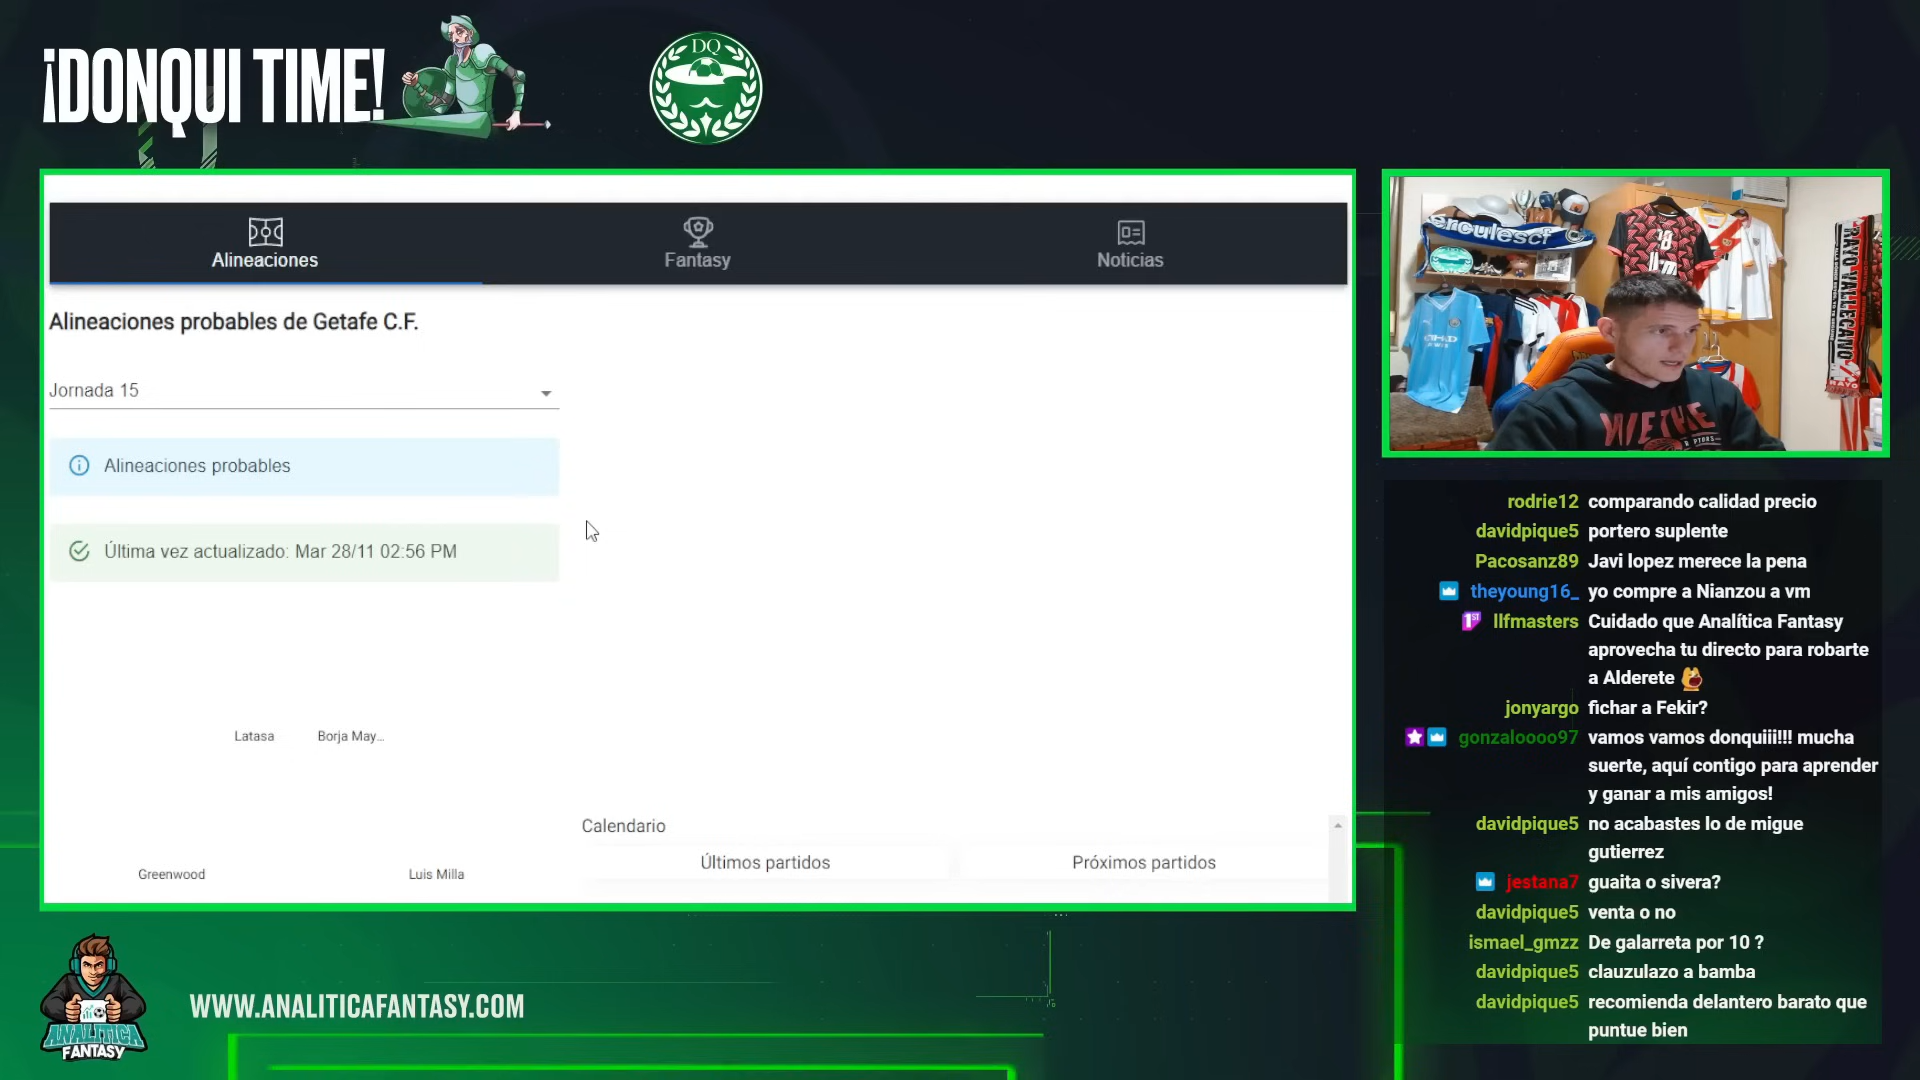 ¡DONQUI TIME!
DQ
Alineaciones
Fantasy
Noticias
Alineaciones probables de Getafe C.F.
Jornada 15
Alineaciones probables
Última vez actualizado: Mar 28/11 02:56 PM
Latasa
Borja May...
Greenwood
Luis Milla
Calendario
Últimos partidos
Próximos partidos
erculescf
RAYO VALLECANO
rodrie12 comparando calidad precio
davidpique5 portero suplente
Pacosanz89 Javi lopez merece la pena
theyoung16_ yo compre a Nianzou a vm
1ST llfmasters Cuidado que Analítica Fantasy
aprovecha tu directo para robarte
a Alderete
jonyargo fichar a Fekir?
gonzaloooo97 vamos vamos donquiii!!! mucha
suerte, aquí contigo para aprender
y ganar a mis amigos!
davidpique5 no acabastes lo de migue
gutierrez
jestana7 guaita o sivera?
davidpique5 venta o no
ismael_gmzz De galarreta por 10 ?
davidpique5 clauzulazo a bamba
davidpique5 recomienda delantero barato que
puntue bien
ANALITICA
FANTASY
WWW.ANALITICAFANTASY.COM